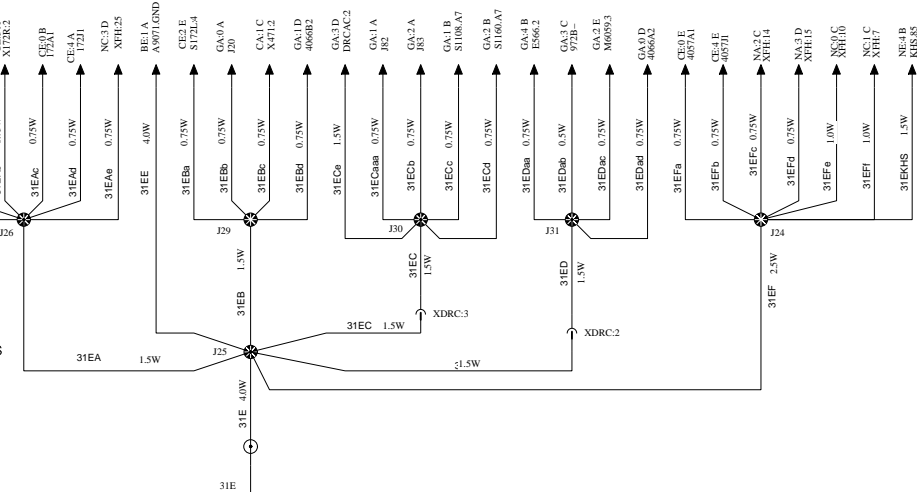 X172R:2
CE:0 B
172A1
CE:4 A
172J1
NC:3 D
XFH:25
BE:1 A
A9071.GND
CE:2 E
S172L:4
GA:0 A
J20
CA:1 C
X471:2
GA:1 D
4066B2
GA:3 D
DRCAC:2
GA:1 A
J82
GA:2 A
J83
GA:1 B
S1108.A7
GA:2 B
S1160.A7
GA:4 B
E566.2
GA:3 C
972B−
GA:2 E
M6059.3
GA:0 D
4066A2
CE:0 E
4057A1
CE:4 E
4057J1
NA:2 C
XFH:14
NA:3 D
XFH:15
NC:0 C
XFH:10
NC:1 C
XFH:7
NE:4 B
KHS.85
31EAc 0.75W
31EAd 0.75W
31EAe 0.75W
31EE 4.0W
31EBa 0.75W
31EBb 0.75W
31EBc 0.75W
31EBd 0.75W
31ECe 1.5W
31ECaaa 0.75W
31ECb 0.75W
31ECc 0.75W
31ECd 0.75W
31EDaa 0.75W
31EDab 0.5W
31EDac 0.75W
31EDad 0.75W
31EFa 0.75W
31EFb 0.75W
31EFc 0.75W
31EFd 0.75W
31EFe 1.0W
31EFf 1.0W
31EKHS 1.5W
J26
J29
J30
J31
J24
31EB 1.5W
31EC 1.5W
31ED 1.5W
31EF 2.5W
XDRC:3
XDRC:2
31EC 1.5W
J25
31EA 1.5W
1.5W
31E 4.0W
31E